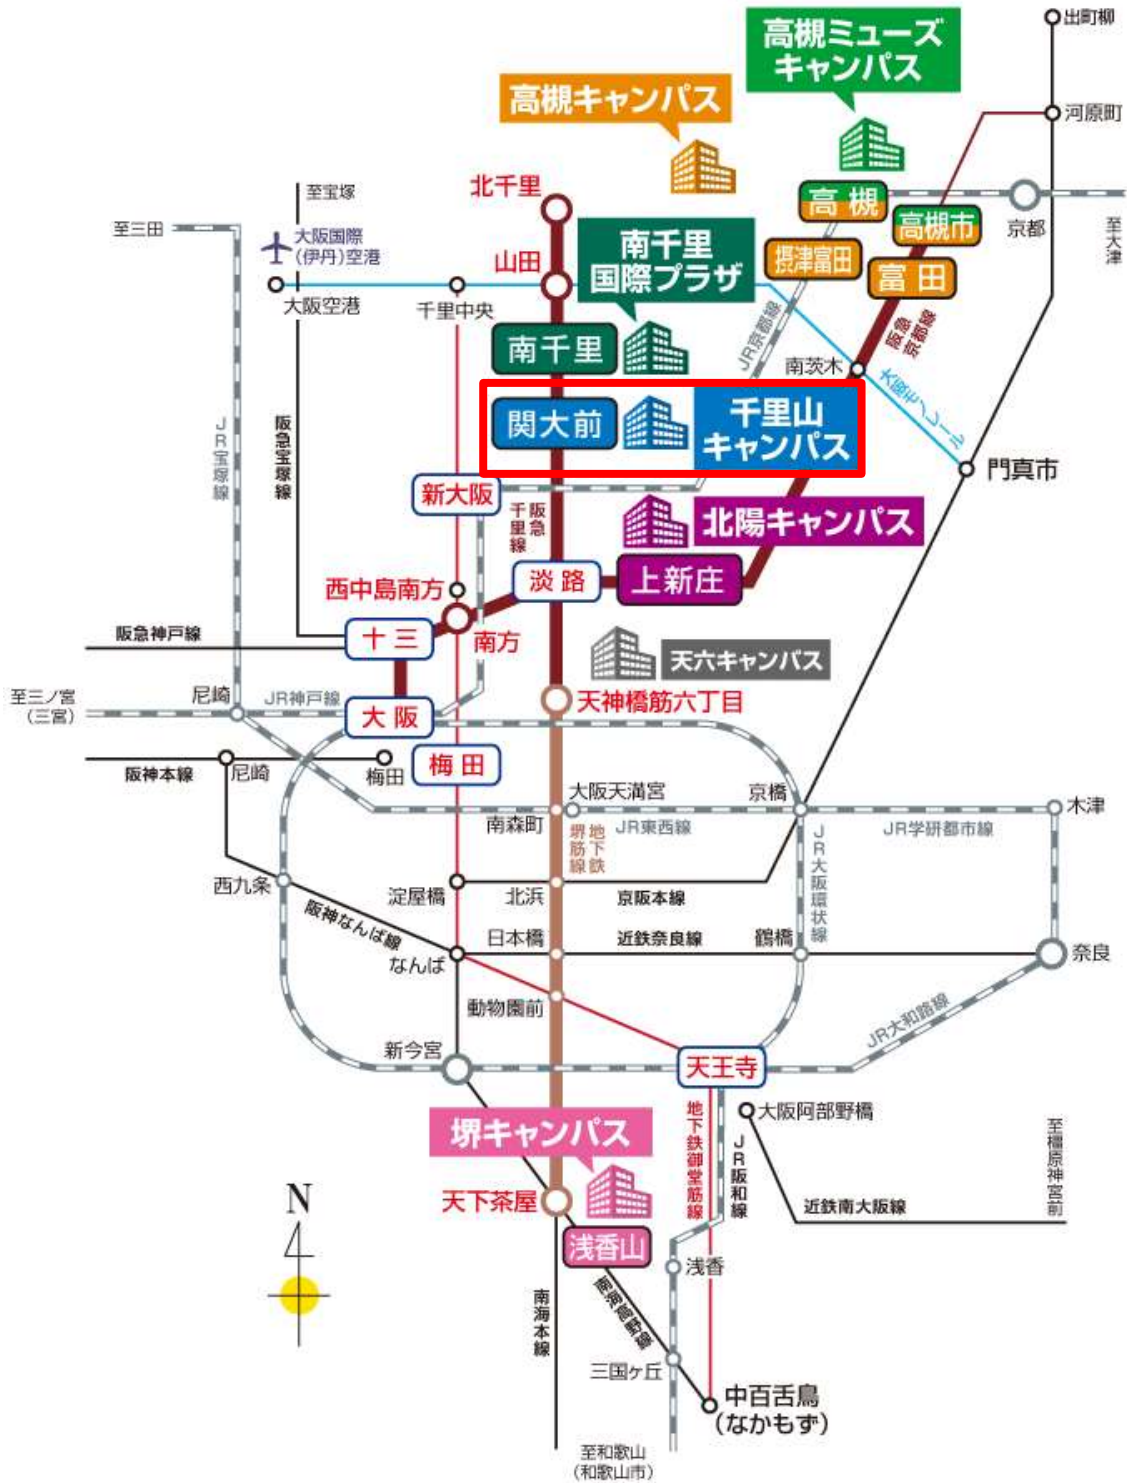 出町柳
高槻ミューズ
キャンパス
高槻キャンパス
河原町
北千里
至宝塚
高槻
至三田
大阪国際
(伊丹)空港
山田
南千里
国際プラザ
高槻市
京都
至大津
摂津富田
富田
大阪空港
千里中央
JR京都線
阪急
京都線
南千里
南茨木
大阪モノレール
関大前
千里山
キャンパス
JR宝塚線
阪急宝塚線
門真市
新大阪
阪急
千里線
北陽キャンパス
西中島南方
淡路
上新庄
阪急神戸線
十三
南方
天六キャンパス
至三ノ宮
(三宮)
尼崎
JR神戸線
大阪
天神橋筋六丁目
阪神本線
尼崎
梅田
梅田
大阪天満宮
京橋
木津
南森町
地下鉄
堺筋線
JR東西線
JR大阪環状線
JR学研都市線
西九条
淀屋橋
北浜
京阪本線
阪神なんば線
なんば
日本橋
近鉄奈良線
鶴橋
奈良
動物園前
JR大和路線
新今宮
天王寺
堺キャンパス
地下鉄御堂筋線
JR阪和線
大阪阿部野橋
至橿原神宮前
N
天下茶屋
近鉄南大阪線
浅香山
浅香
南海本線
南海高野線
三国ヶ丘
中百舌鳥
(なかもず)
至和歌山
(和歌山市)